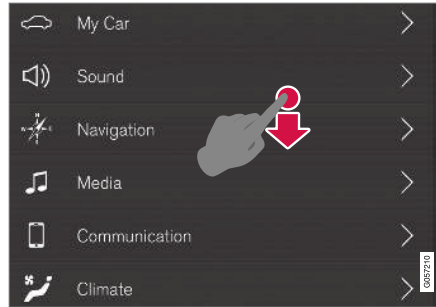 My Car
Sound
Navigation
Media
Communication
Climate
G057210